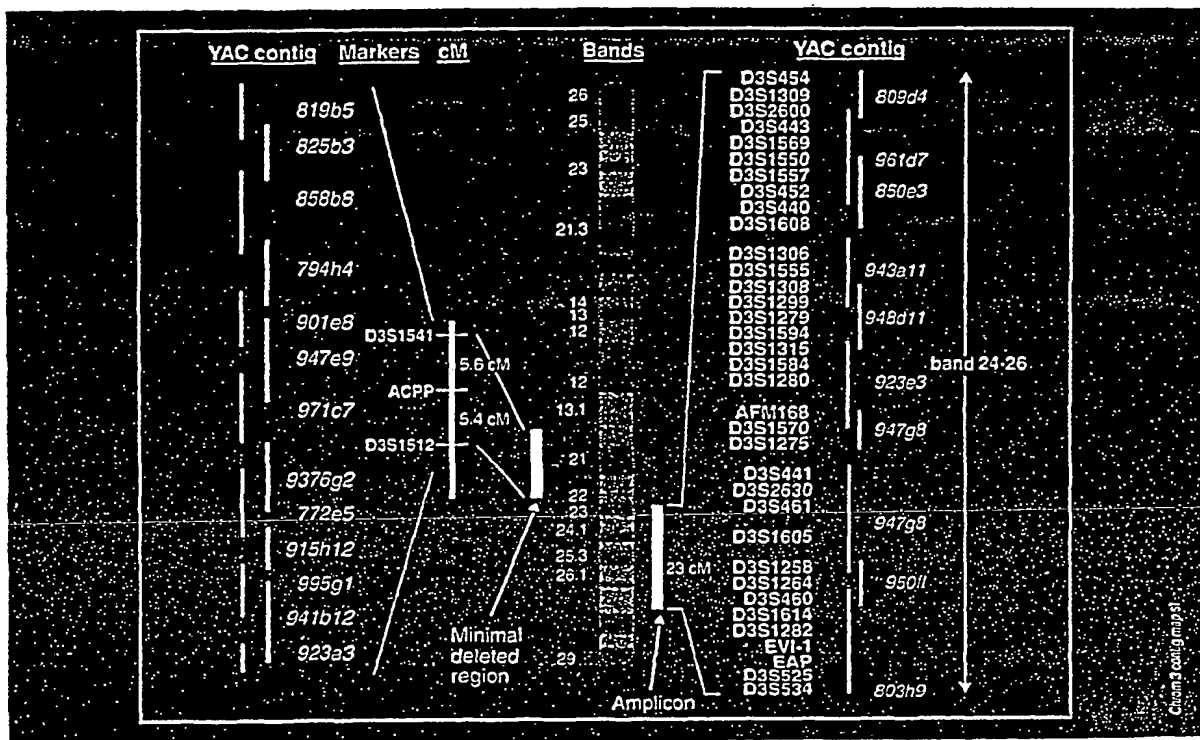 YAC contig
Markers
cM
Bands
YAC contig
819b5
825b3
858b8
794h4
901e8
947e9
971c7
9376g2
772e5
915h12
995g1
941b12
923a3
D3S1541
5.6 cM
ACPP
5.4 cM
D3S1512
Minimal
deleted
region
26
25
23
21.3
14
13
12
12
13.1
21
22
23
24.1
25.3
26.1
29
23 cM
Amplicon
D3S454
D3S1309
D3S2600
D3S443
D3S1569
D3S1550
D3S1557
D3S452
D3S440
D3S1608
D3S1306
D3S1555
D3S1308
D3S1299
D3S1279
D3S1594
D3S1315
D3S1584
D3S1280
AFM168
D3S1570
D3S1275
D3S441
D3S2630
D3S461
D3S1605
D3S1258
D3S1264
D3S460
D3S1614
D3S1282
EVI-1
EAP
D3S525
D3S534
809d4
961d7
850e3
943a11
948d11
923e3
947g8
947g8
803h9
band 24-26